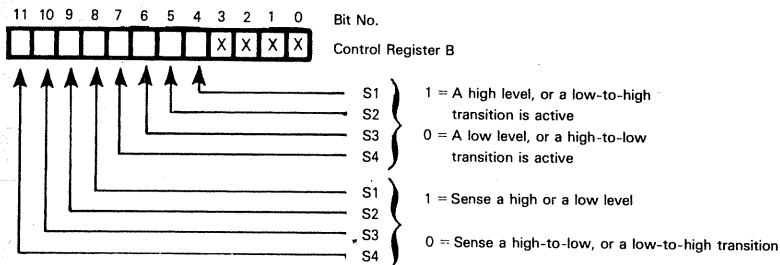 11 10 9 8 7 6 5 4 3 2 1 0 Bit No.
X X X X Control Register B
S1
S2
S3
S4
1 = A high level, or a low-to-high
transition is active
0 = A low level, or a high-to-low
transition is active
S1
S2
S3
S4
1 = Sense a high or a low level
0 = Sense a high-to-low, or a low-to-high transition